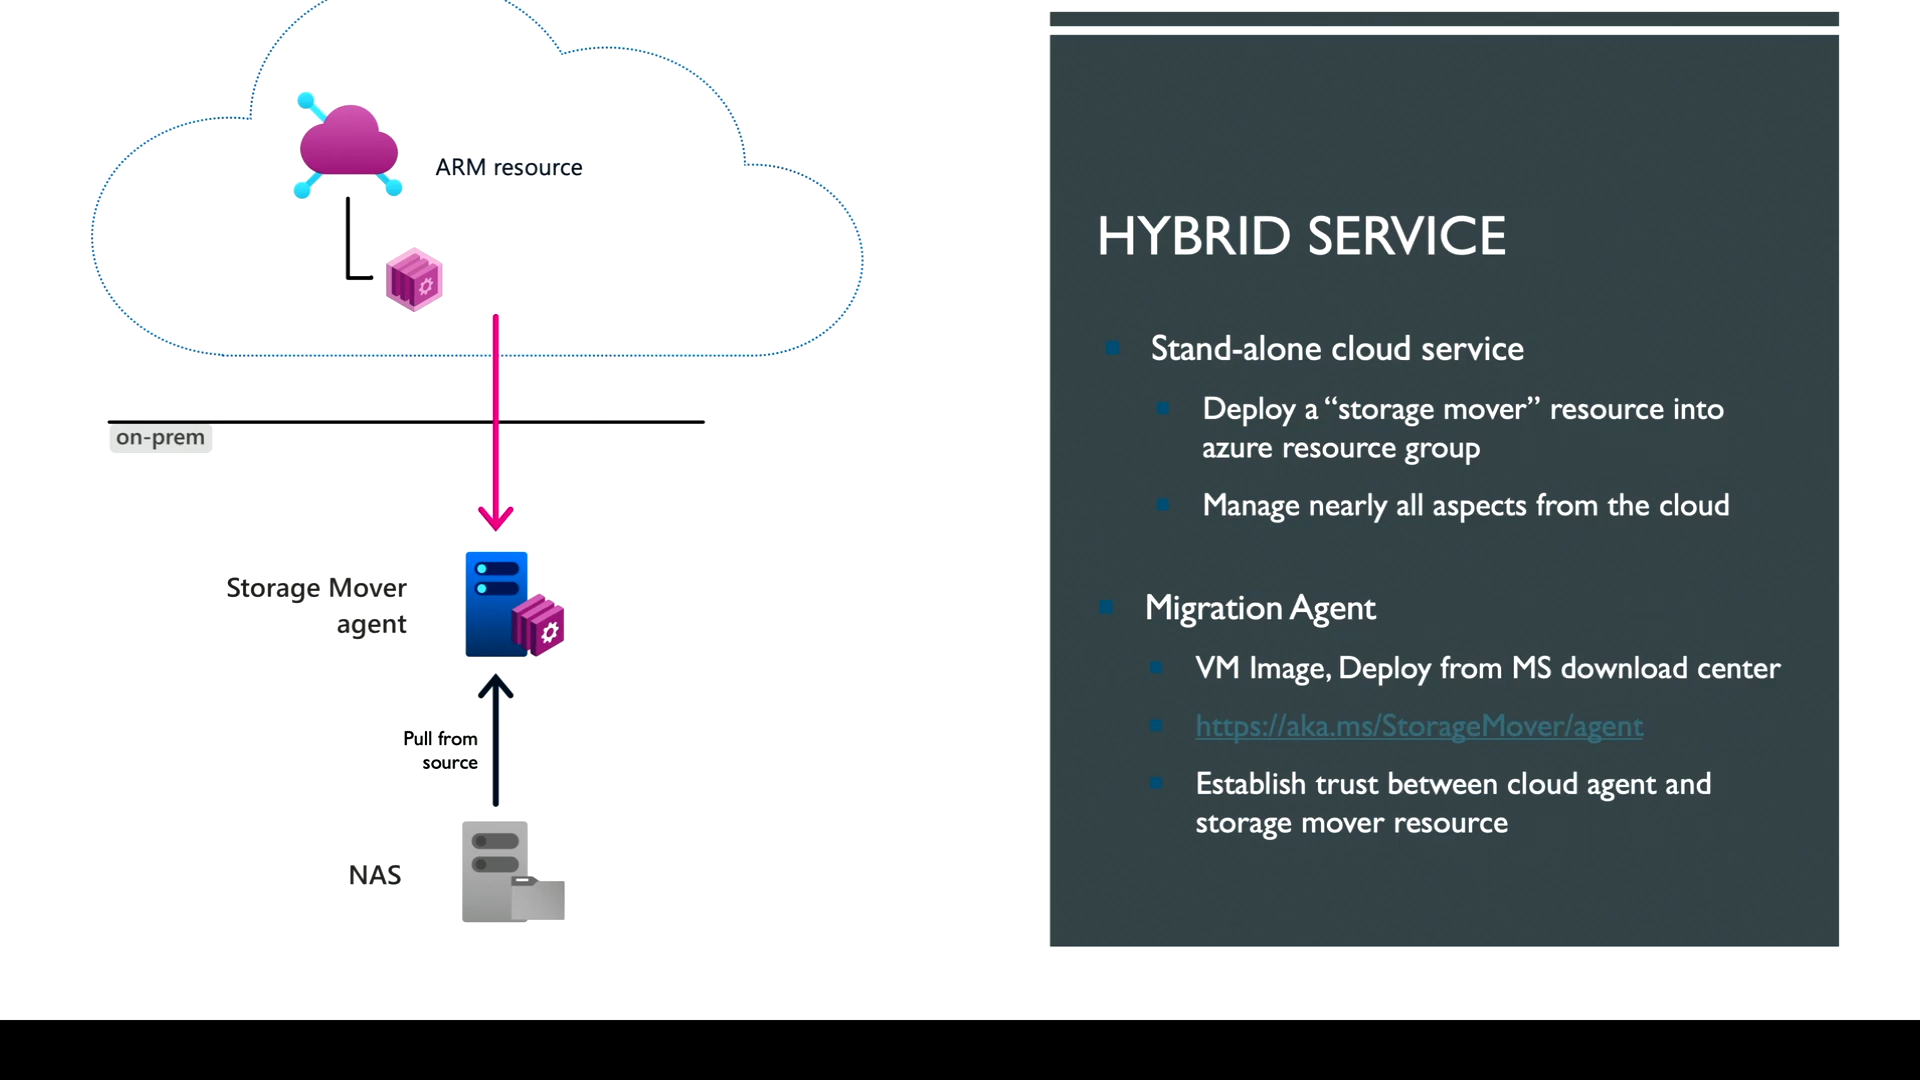 ARM resource
on-prem
Storage Mover
agent
Pull from
source
NAS
HYBRID SERVICE
Stand-alone cloud service
Deploy a “storage mover” resource into
azure resource group
Manage nearly all aspects from the cloud
Migration Agent
VM Image, Deploy from MS download center
https://aka.ms/StorageMover/agent
Establish trust between cloud agent and
storage mover resource